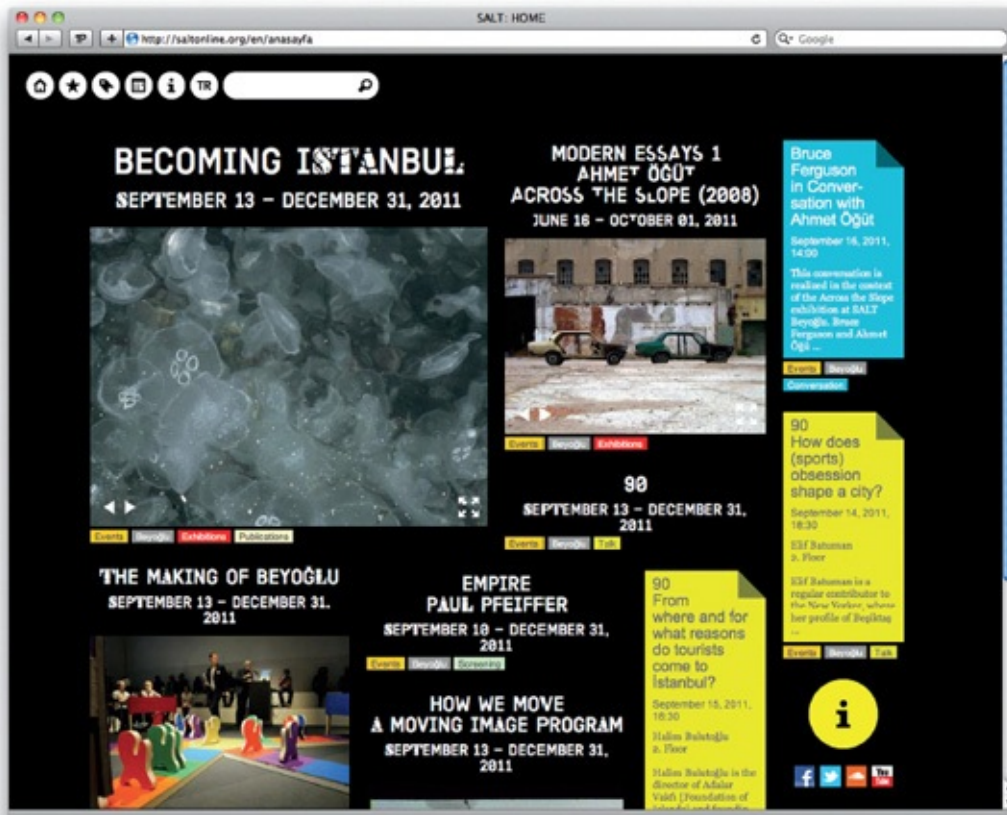 SALT: HOME
http://saltonline.org/en/anasayfa
Google
TR
BECOMING ISTANBUL
SEPTEMBER 13 – DECEMBER 31, 2011
Events Beyoğlu Exhibitions Publications
MODERN ESSAYS 1
AHMET ÖĞÜT
ACROSS THE SLOPE (2008)
JUNE 16 – OCTOBER 01, 2011
Events Beyoğlu Exhibitions
90
SEPTEMBER 13 – DECEMBER 31,
2011
Events Beyoğlu Talk
Bruce
Ferguson
in Conver-
sation with
Ahmet Öğüt
September 16, 2011,
14:00
This conversation is
realized in the context
of the Across the Slope
exhibition at SALT
Beyoğlu. Bruce
Ferguson and Ahmet
Öğü ...
Events Beyoğlu
Conversation
90
How does
(sports)
obsession
shape a city?
September 14, 2011,
18:30
Elif Batuman
2. Floor
Elif Batuman is a
regular contributor to
the New Yorker, where
her profile of Beşiktaş
...
Events Beyoğlu Talk
THE MAKING OF BEYOĞLU
SEPTEMBER 13 – DECEMBER 31,
2011
EMPIRE
PAUL PFEIFFER
SEPTEMBER 10 – DECEMBER 31,
2011
Events Beyoğlu Screening
HOW WE MOVE
A MOVING IMAGE PROGRAM
SEPTEMBER 13 – DECEMBER 31,
2011
90
From
where and for
what reasons
do tourists
come to
İstanbul?
September 15, 2011,
18:30
Halim Bulutoğlu
2. Floor
Halim Bulutoğlu is the
director of Adalar
Vakfı [Foundation of
i
You
Tube